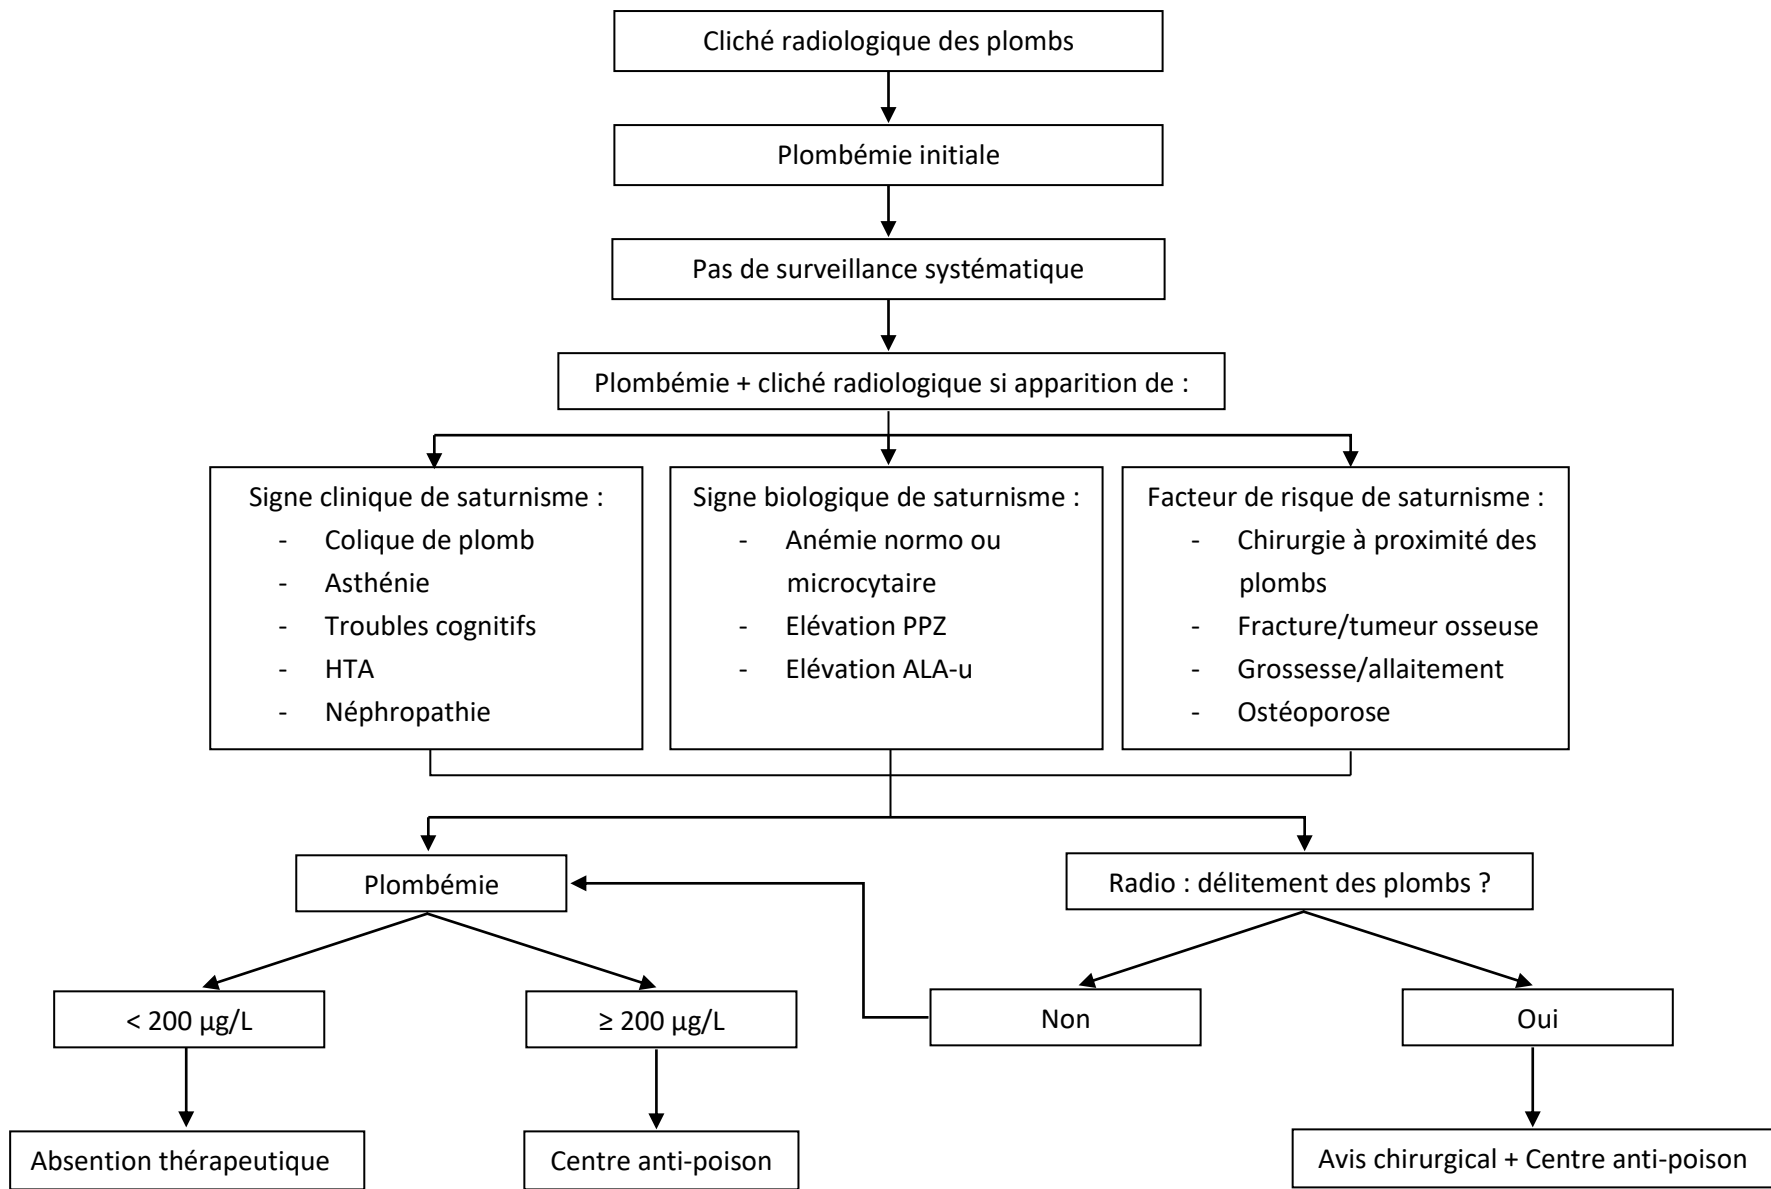 Cliché radiologique des plombs
Plombémie initiale
Pas de surveillance systématique
Plombémie + cliché radiologique si apparition de :
Signe clinique de saturnisme :
- Colique de plomb
- Asthénie
- Troubles cognitifs
- HTA
- Néphropathie
Signe biologique de saturnisme :
- Anémie normo ou
microcytaire
- Elévation PPZ
- Elévation ALA-u
Facteur de risque de saturnisme :
- Chirurgie à proximité des
plombs
- Fracture/tumeur osseuse
- Grossesse/allaitement
- Ostéoporose
Plombémie
Radio : délitement des plombs ?
< 200 µg/L
≥ 200 µg/L
Non
Oui
Absention thérapeutique
Centre anti-poison
Avis chirurgical + Centre anti-poison